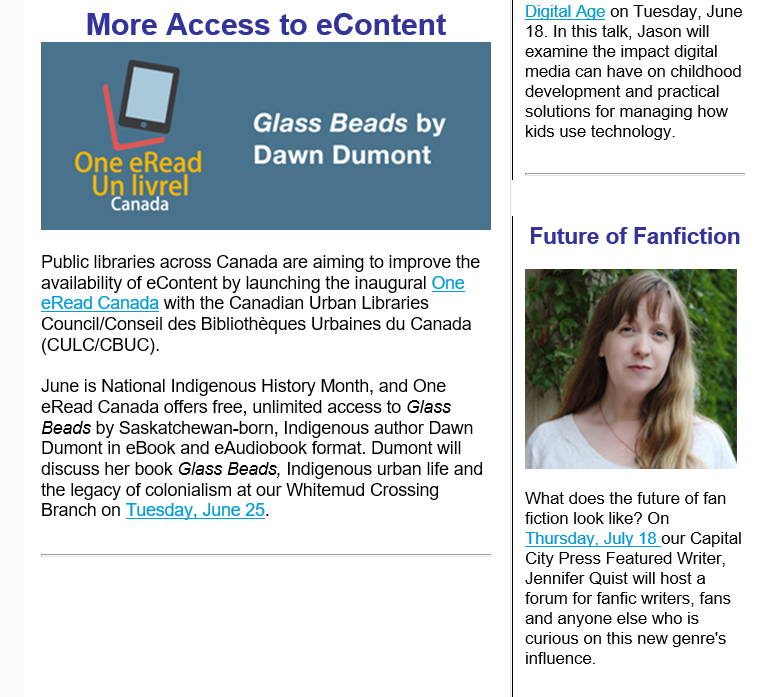 More Access to eContent
One eRead
Un livrel
Canada
Glass Beads by
Dawn Dumont
Public libraries across Canada are aiming to improve the
availability of eContent by launching the inaugural One
eRead Canada with the Canadian Urban Libraries
Council/Conseil des Bibliothèques Urbaines du Canada
(CULC/CBUC).
June is National Indigenous History Month, and One
eRead Canada offers free, unlimited access to Glass
Beads by Saskatchewan-born, Indigenous author Dawn
Dumont in eBook and eAudiobook format. Dumont will
discuss her book Glass Beads, Indigenous urban life and
the legacy of colonialism at our Whitemud Crossing
Branch on Tuesday, June 25.
Digital Age on Tuesday, June
18. In this talk, Jason will
examine the impact digital
media can have on childhood
development and practical
solutions for managing how
kids use technology.
Future of Fanfiction
What does the future of fan
fiction look like? On
Thursday, July 18 our Capital
City Press Featured Writer,
Jennifer Quist will host a
forum for fanfic writers, fans
and anyone else who is
curious on this new genre's
influence.